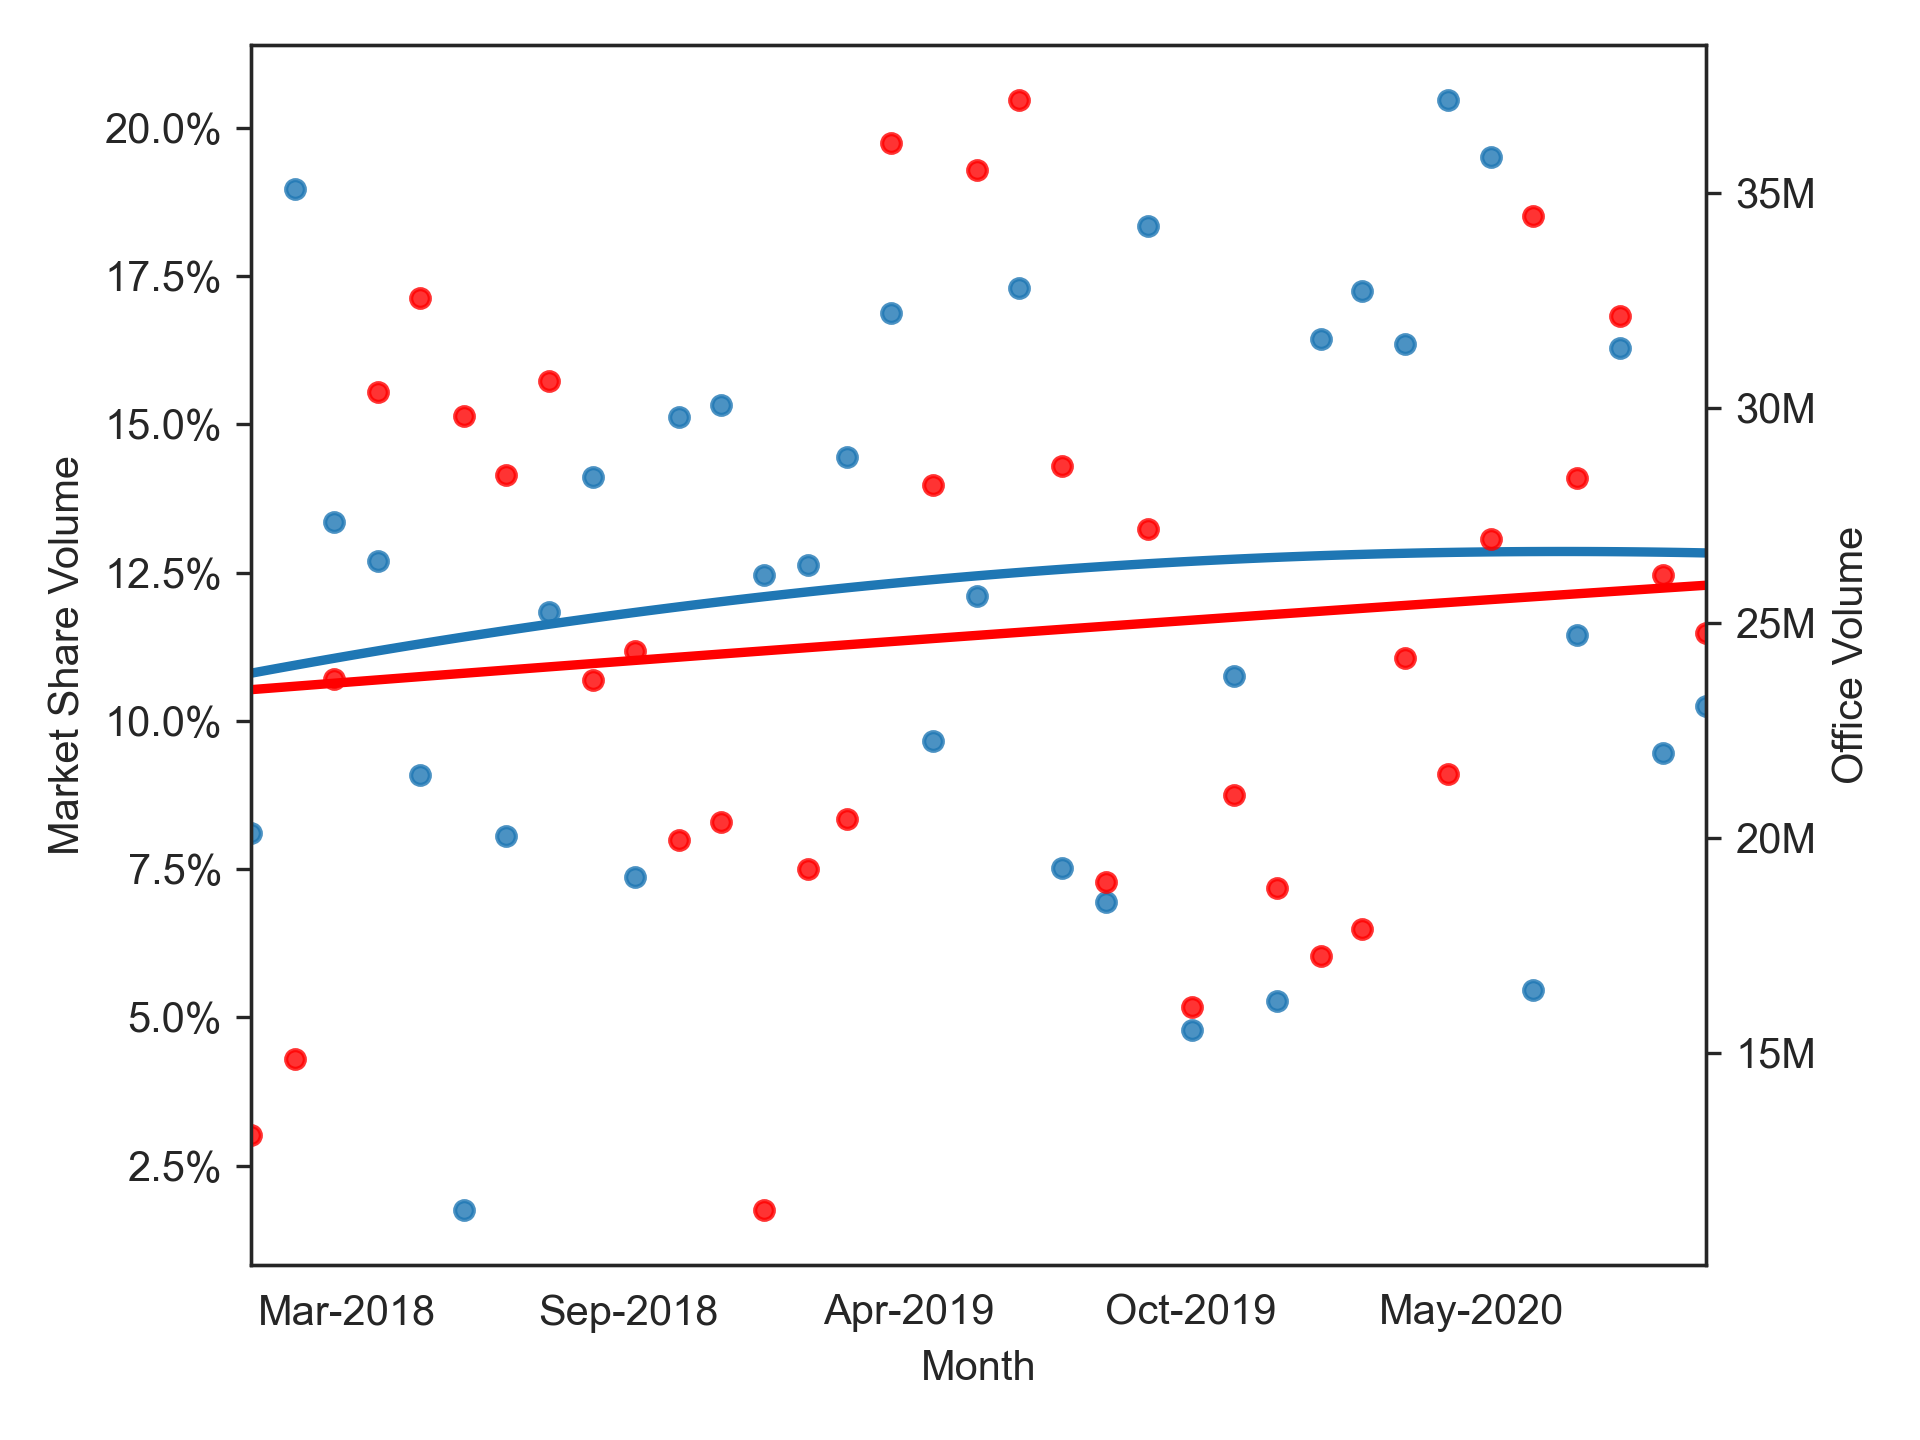 Market Share Volume
20.0%
17.5%
15.0%
12.5%
10.0%
7.5%
5.0%
2.5%
35M
30M
25M
20M
15M
Office Volume
Mar-2018 Sep-2018 Apr-2019 Oct-2019 May-2020
Month